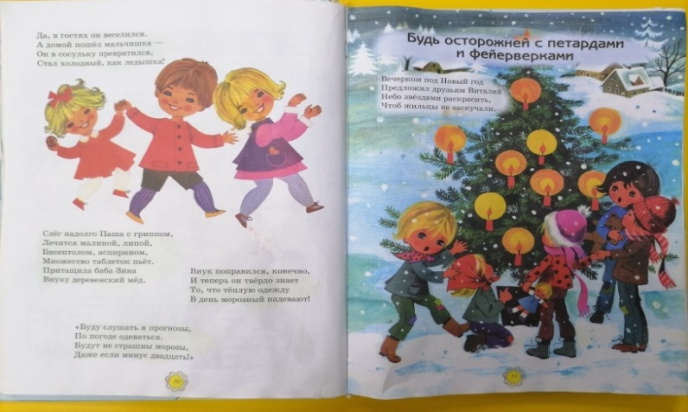 Да, в гостях он веселился.
А домой пошёл мальчишка —
Он в сосульку превратился,
Стал холодный, как ледышка!
Слёг надолго Паша с гриппом,
Лечится малиной, липой,
Бисептолом, аспирином,
Множество таблеток пьёт.
Притащила баба Зина
Внуку деревенский мёд.
Внук поправился, конечно,
И теперь он твёрдо знает
То, что тёплую одежду
В день морозный надевают!
«Буду слушать я прогнозы,
По погоде одеваться.
Будут не страшны морозы,
Даже если минус двадцать!»
Будь осторожней с петардами
и фейерверками
Вечерком под Новый год
Предложил друзьям Виталий
Небо звёздами раскрасить,
Чтоб жильцы не заскучали.